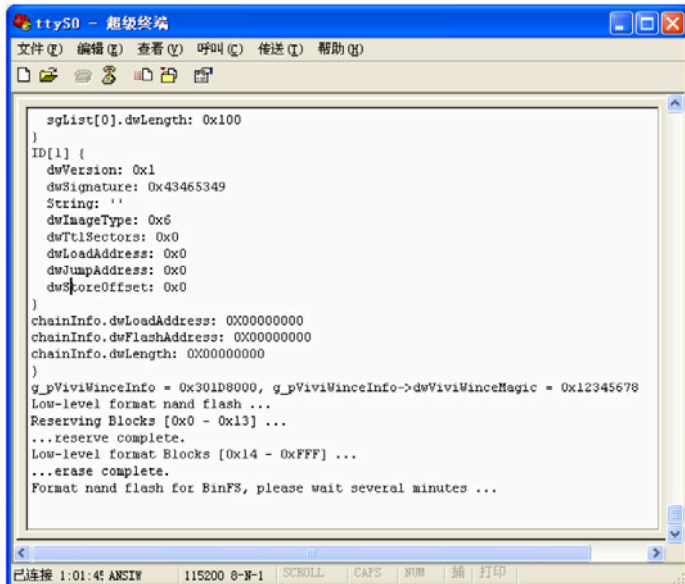 ttyS0 - 超级终端
文件(F) 编辑(E) 查看(V) 呼叫(C) 传送(T) 帮助(H)
sgList[0].dwLength: 0x100
}
ID[1] {
dwVersion: 0x1
dwSignature: 0x43465349
String: ''
dwImageType: 0x6
dwTtlSectors: 0x0
dwLoadAddress: 0x0
dwJumpAddress: 0x0
dwStoreOffset: 0x0
}
chainInfo.dwLoadAddress: 0X00000000
chainInfo.dwFlashAddress: 0X00000000
chainInfo.dwLength: 0X00000000
}
g_pViviWinceInfo = 0x301D8000, g_pViviWinceInfo->dwViviWinceMagic = 0x12345678
Low-level format nand flash ...
Reserving Blocks [0x0 - 0x13] ...
...reserve complete.
Low-level format Blocks [0x14 - 0xFFF] ...
...erase complete.
Format nand flash for BinFS, please wait several minutes ...
已连接 1:01:45 ANSIW 115200 8-N-1 SCROLL CAPS NUM 捕 打印